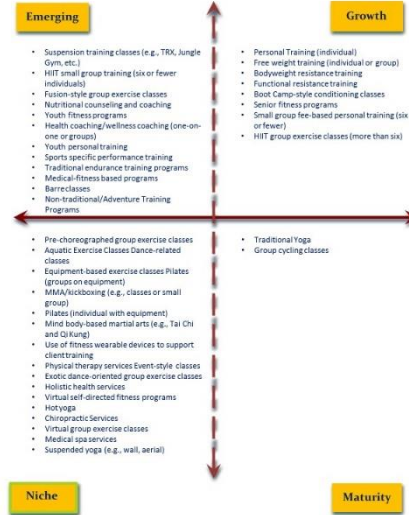 Emerging
Growth
• Suspension training classes (e.g., TRX, Jungle
Gym, etc.)
• HIIT small group training (six or fewer
individuals)
• Fusion-style group exercise classes
• Nutritional counseling and coaching
• Youth fitness programs
• Health coaching/wellness coaching (one-on-
one or groups)
• Youth personal training
• Sports specific performance training
• Traditional endurance training programs
• Medical-fitness based programs
• Barre classes
• Non-traditional/Adventure Training
Programs
• Personal Training (individual)
• Free weight training (individual or group)
• Bodyweight resistance training
• Functional resistance training
• Boot Camp-style conditioning classes
• Senior fitness programs
• Small group fee-based personal training (six
or fewer)
• HIIT group exercise classes (more than six)
• Pre-choreographed group exercise classes
• Aquatic Exercise Classes Dance-related
classes
• Equipment-based exercise classes Pilates
(groups on equipment)
• MMA/kickboxing (e.g., classes or small
group)
• Pilates (individual with equipment)
• Mind body-based martial arts (e.g., Tai Chi
and Qi Kung)
• Use of fitness wearable devices to support
client training
• Physical therapy services Event-style classes
• Exotic dance-oriented group exercise classes
• Holistic health services
• Virtual self-directed fitness programs
• Hot yoga
• Chiropractic Services
• Virtual group exercise classes
• Medical spa services
• Suspended yoga (e.g., wall, aerial)
• Traditional Yoga
• Group cycling classes
Niche
Maturity